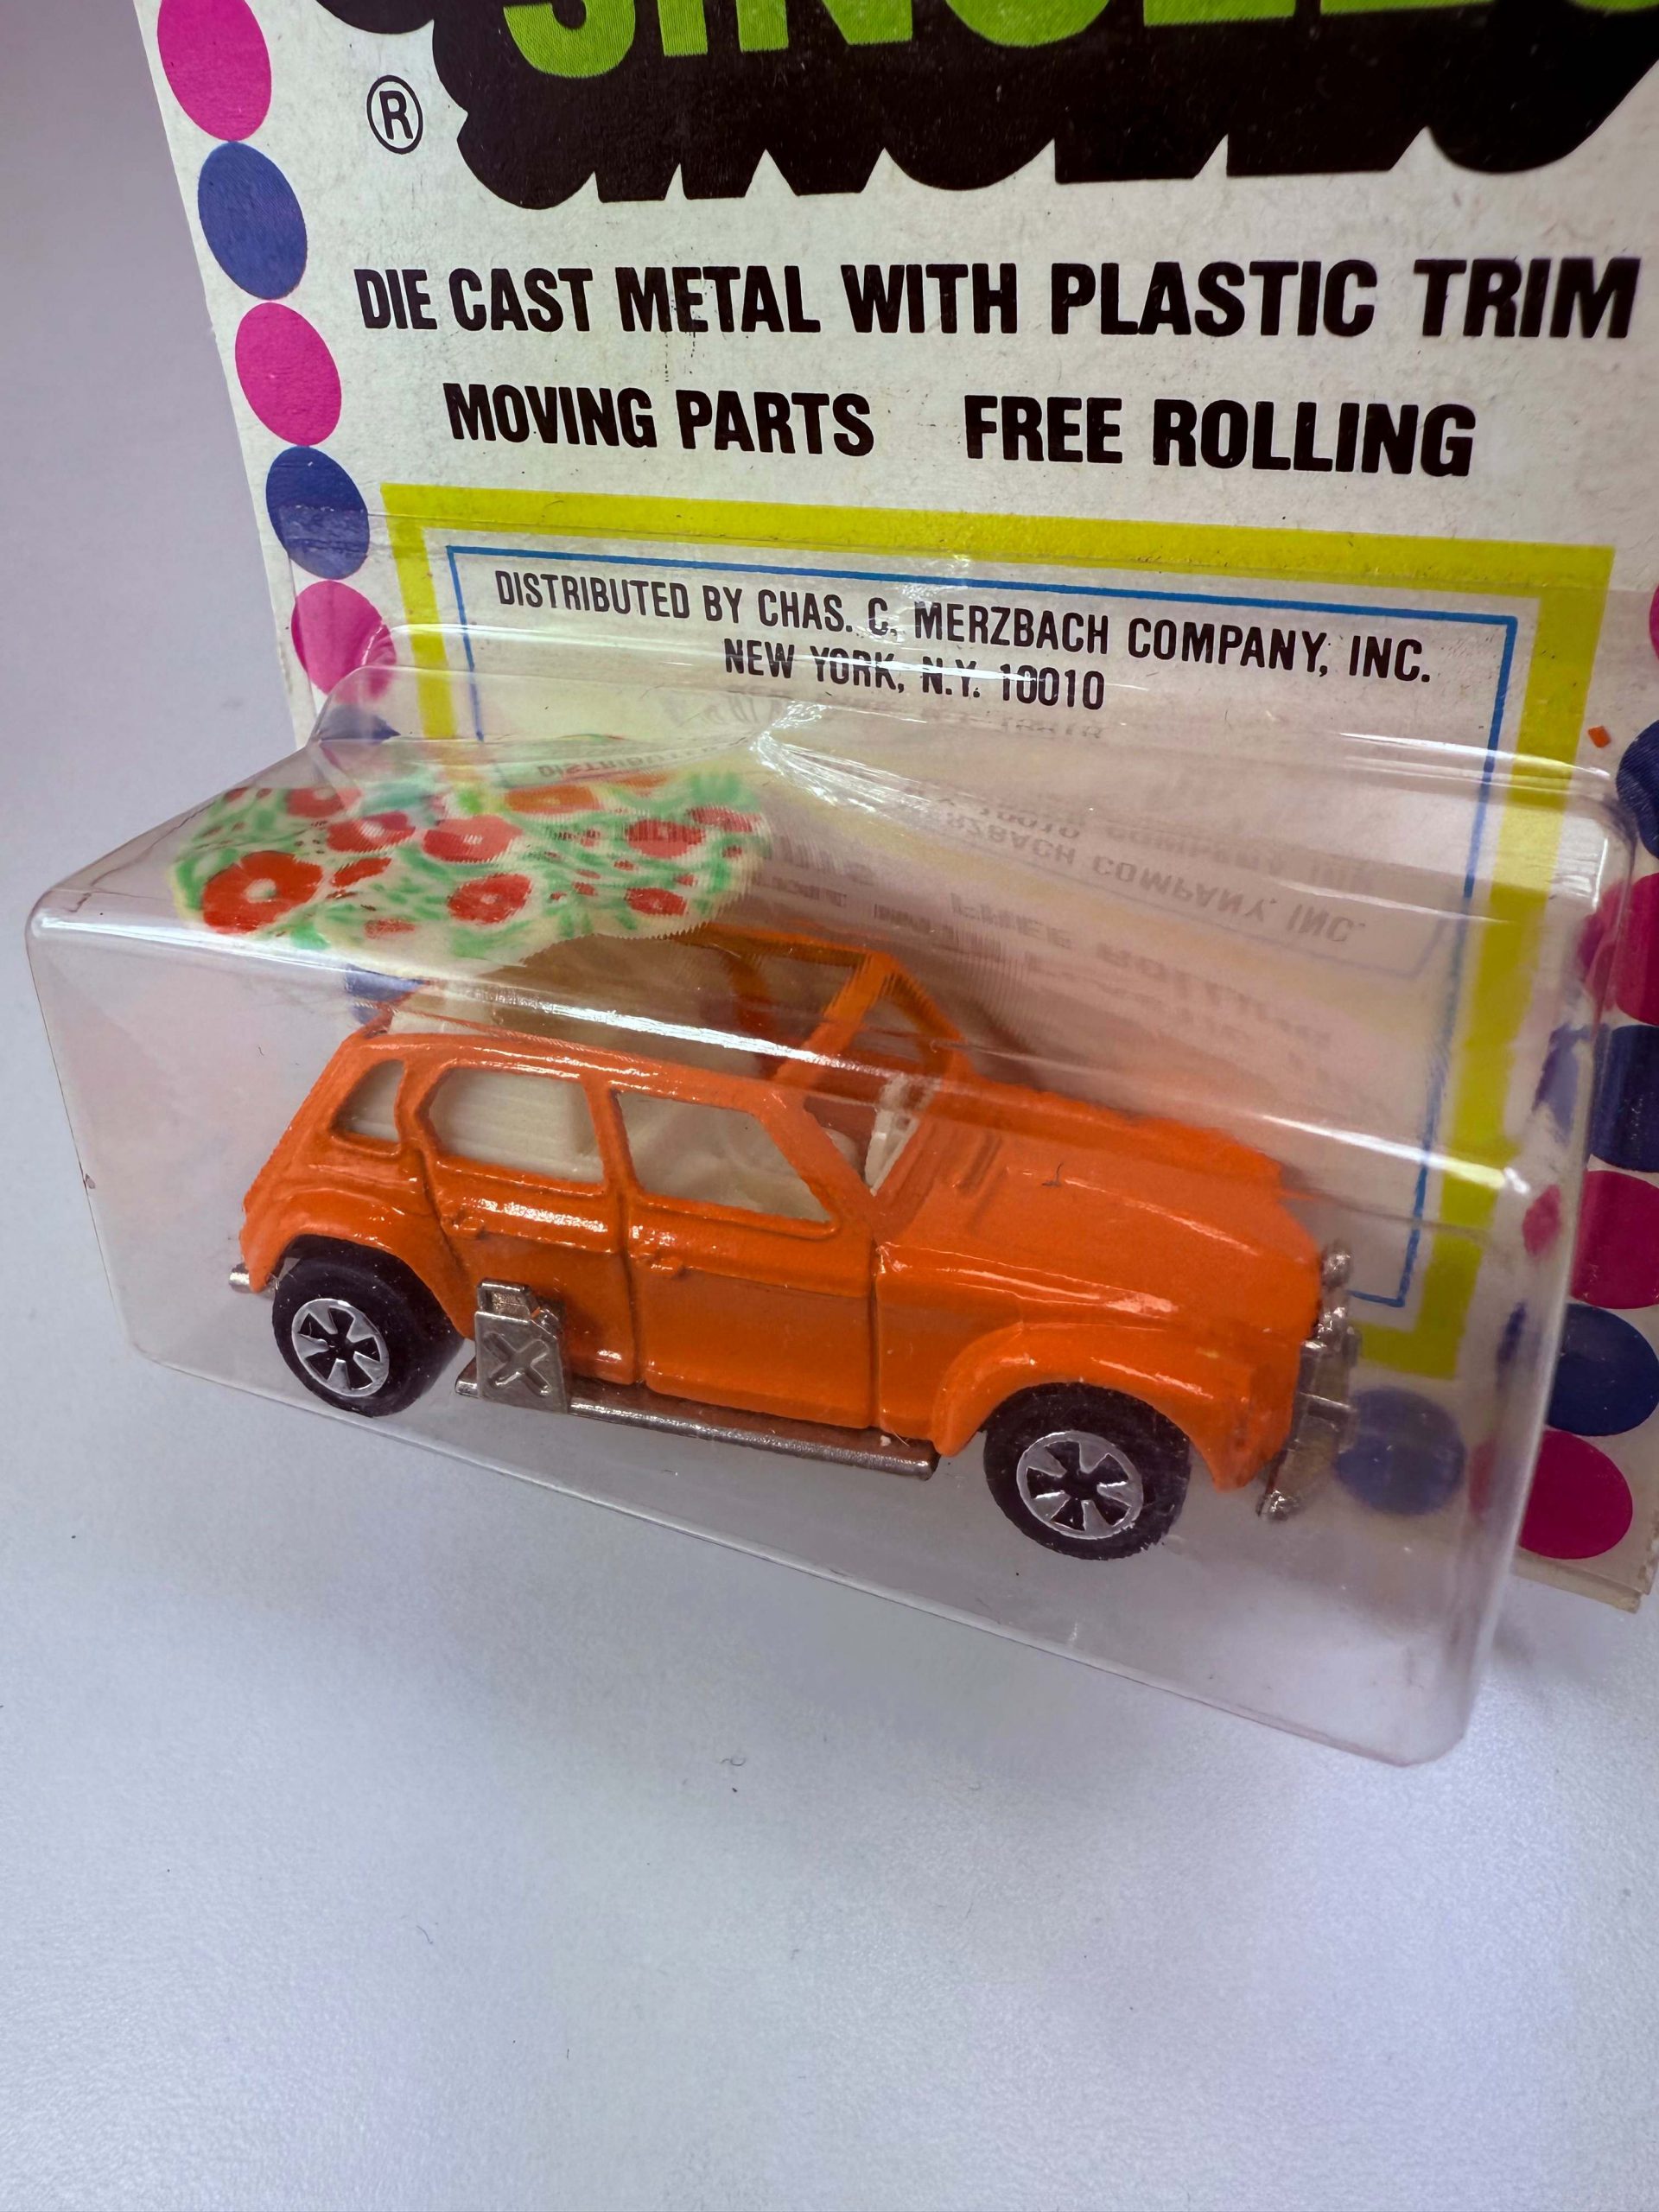 SINGLES
®
DIE CAST METAL WITH PLASTIC TRIM
MOVING PARTS FREE ROLLING
DISTRIBUTED BY CHAS. C. MERZBACH COMPANY, INC.
NEW YORK, N.Y. 10010